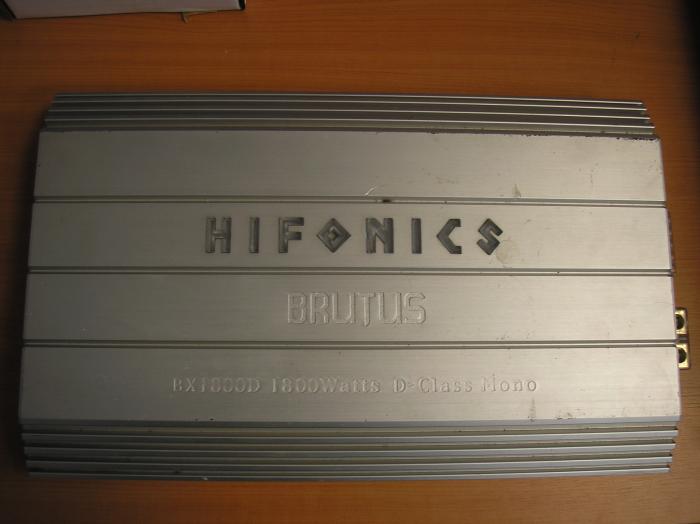 HIFONICS
BRUTUS
BX1800D 1800Watts D-Class Mono